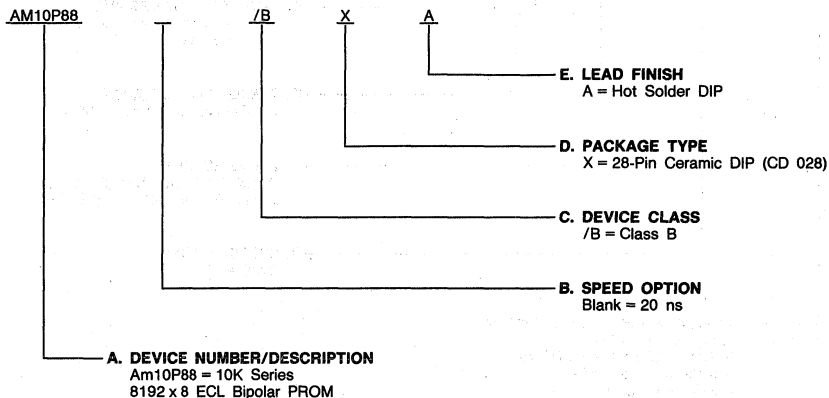 AM10P88 _ /B X A
E. LEAD FINISH
A = Hot Solder DIP
D. PACKAGE TYPE
X = 28-Pin Ceramic DIP (CD 028)
C. DEVICE CLASS
/B = Class B
B. SPEED OPTION
Blank = 20 ns
A. DEVICE NUMBER/DESCRIPTION
Am10P88 = 10K Series
8192 x 8 ECL Bipolar PROM